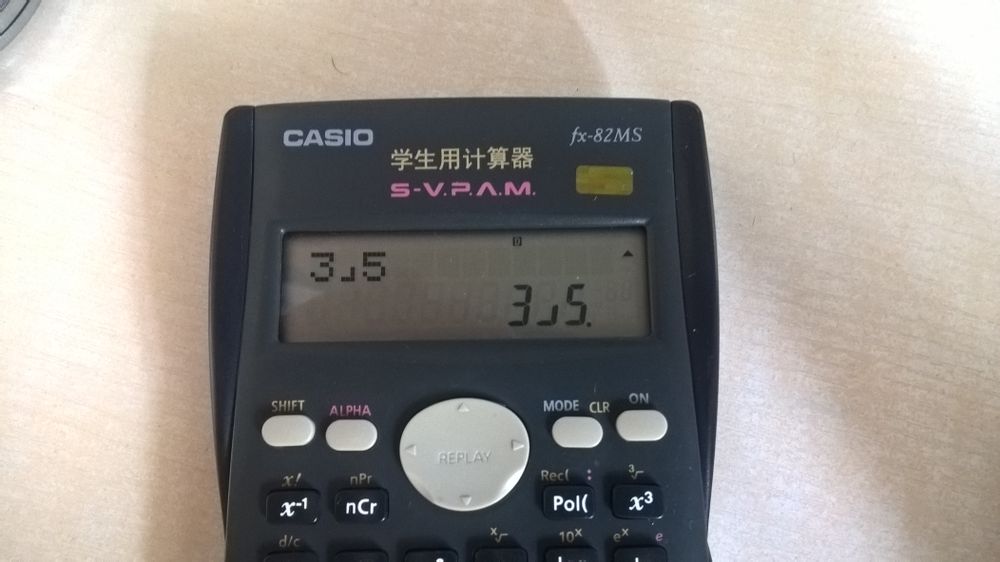 CASIO fx-82MS
学生用计算器
S-V.P.A.M.
D
3⌟5
3⌟5.
SHIFT ALPHA MODE CLR ON
REPLAY
x! nPr Rec( : ³√
x⁻¹ nCr Pol( x³
d/c ˣ√ 10ˣ eˣ e